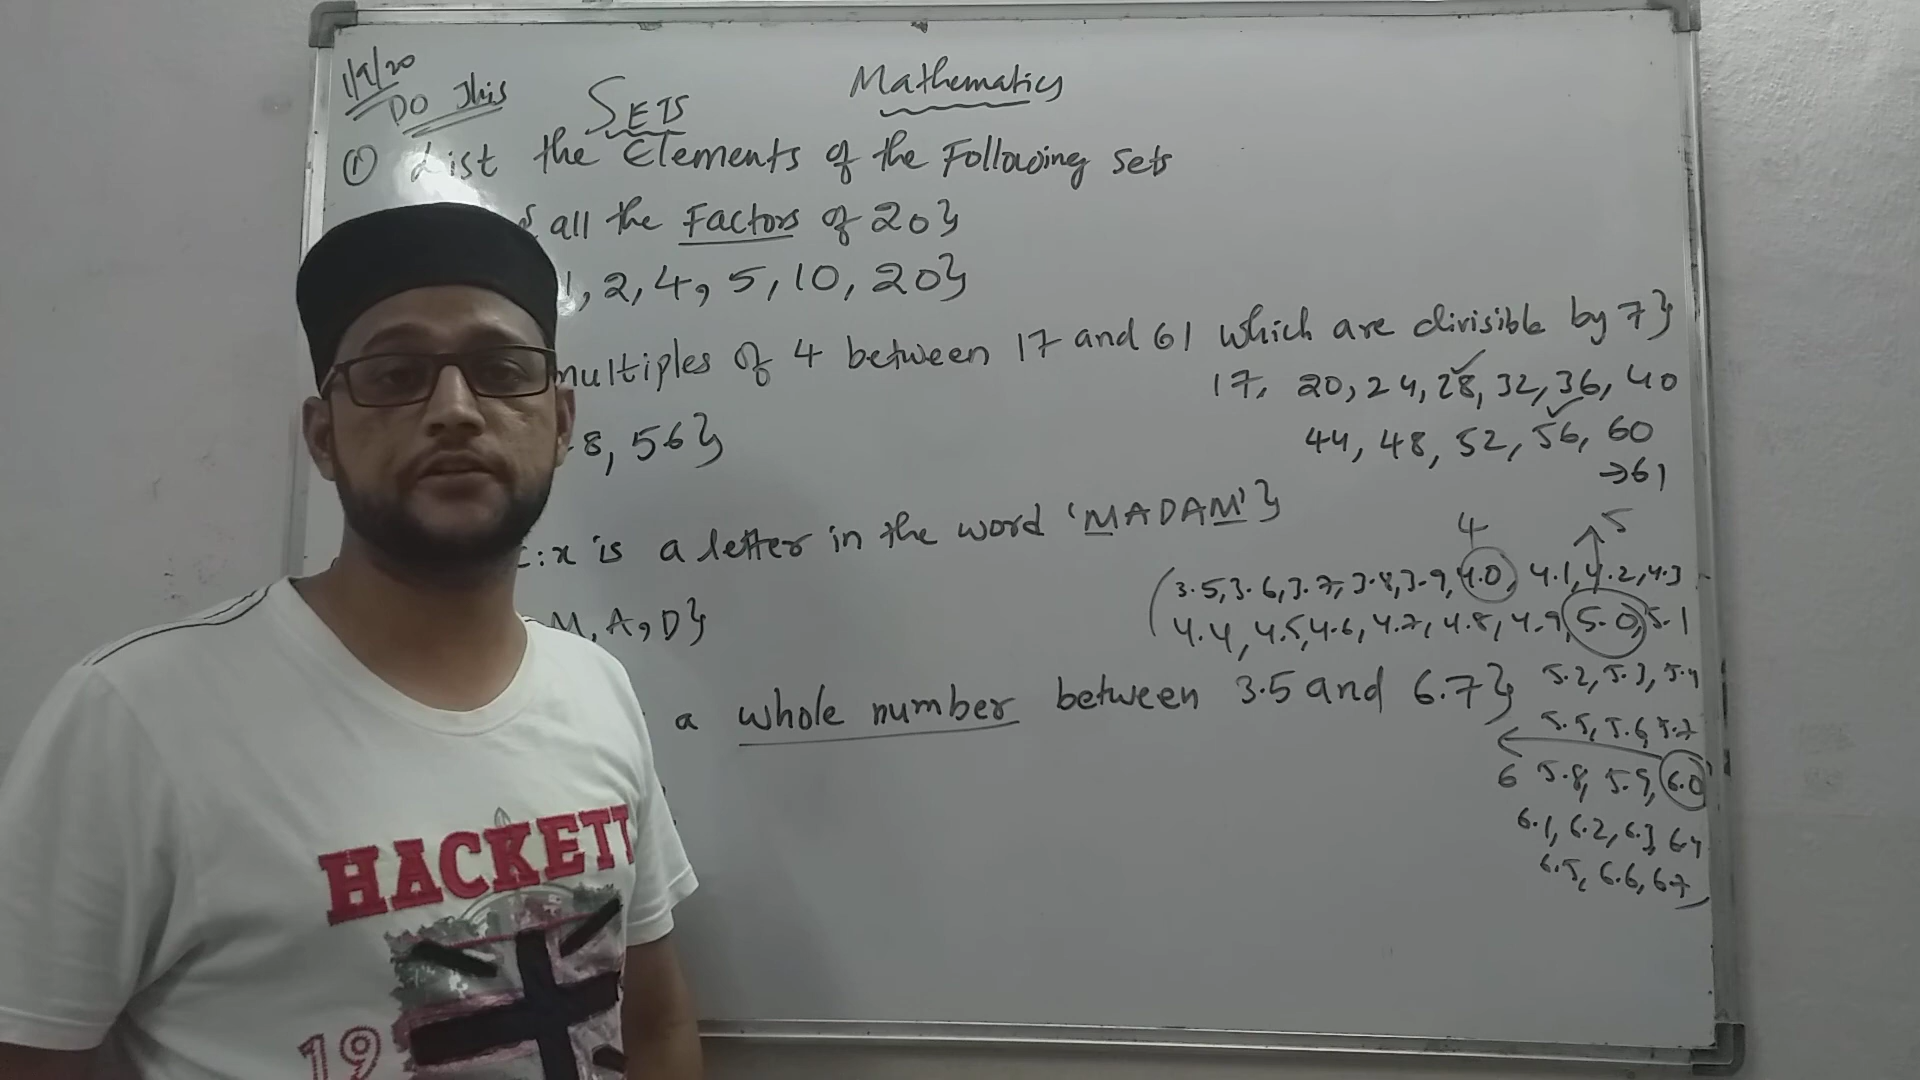 1/9/20
Do This
SETS
Mathematics
① List the Elements of the Following sets
all the Factors of 20}
1, 2, 4, 5, 10, 20}
multiples of 4 between 17 and 61 which are divisible by 7}
17, 20, 24, 28, 32, 36, 40
44, 48, 52, 56, 60
→61
8, 56}
: x is a letter in the word 'MADAM'}
M, A, D}
4 5
(3.5, 3.6, 3.7, 3.8, 3.9, 4.0, 4.1, 4.2, 4.3
4.4, 4.5, 4.6, 4.7, 4.8, 4.9, 5.0, 5.1
a whole number between 3.5 and 6.7}
5.2, 5.3, 5.4
5.5, 5.6, 5.7
6 5.8, 5.9, 6.0
6.1, 6.2, 6.3, 6.4
6.5, 6.6, 6.7)
HACKETT
19